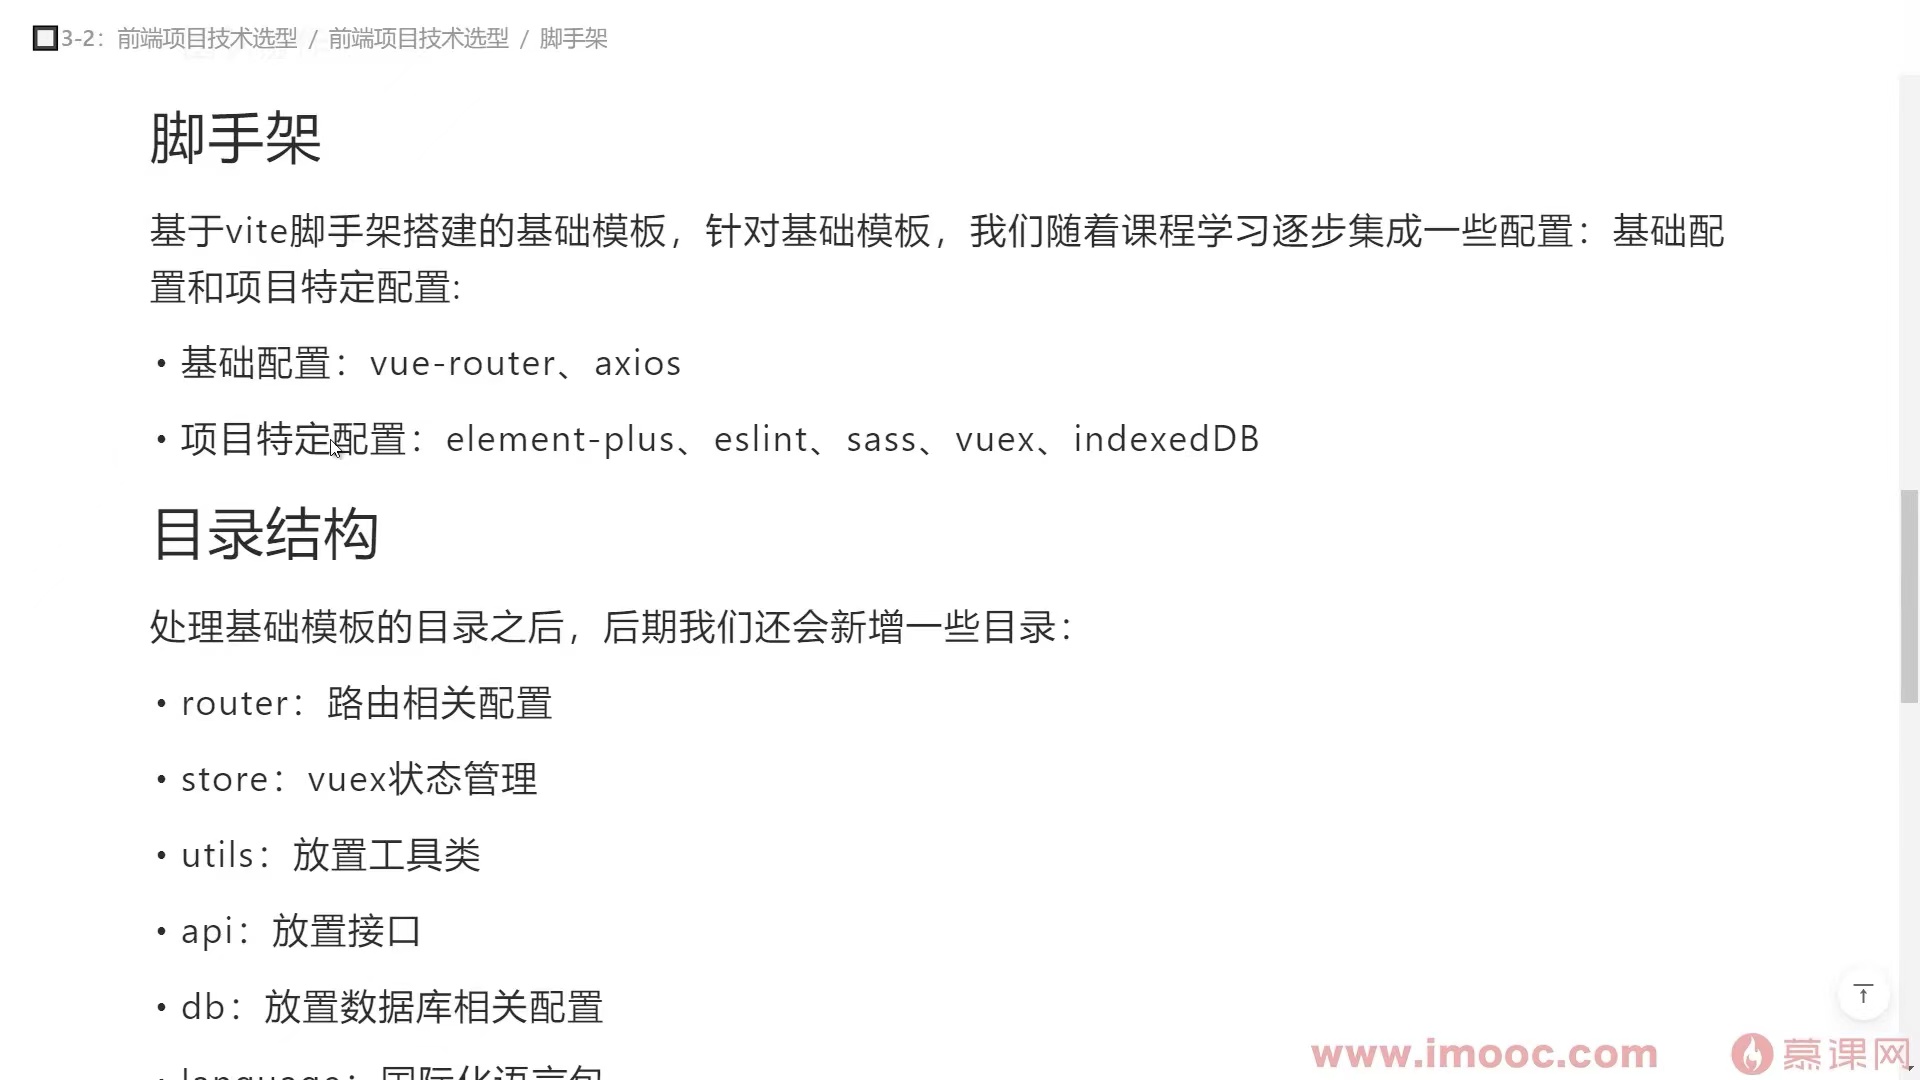 3-2：前端项目技术选型 / 前端项目技术选型 / 脚手架
脚手架
基于vite脚手架搭建的基础模板，针对基础模板，我们随着课程学习逐步集成一些配置：基础配
置和项目特定配置:
• 基础配置：vue-router、axios
• 项目特定配置：element-plus、eslint、sass、vuex、indexedDB
目录结构
处理基础模板的目录之后，后期我们还会新增一些目录：
• router：路由相关配置
• store：vuex状态管理
• utils：放置工具类
• api：放置接口
• db：放置数据库相关配置
• language：国际化语言包
www.imooc.com 慕课网